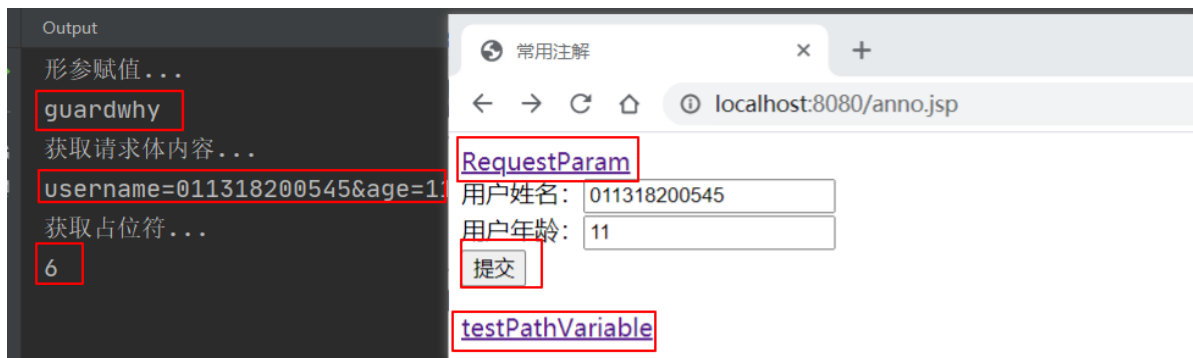 Output
形参赋值...
guardwhy
获取请求体内容...
username=011318200545&age=11
获取占位符...
6
常用注解
localhost:8080/anno.jsp
RequestParam
用户姓名: 011318200545
用户年龄: 11
提交
testPathVariable